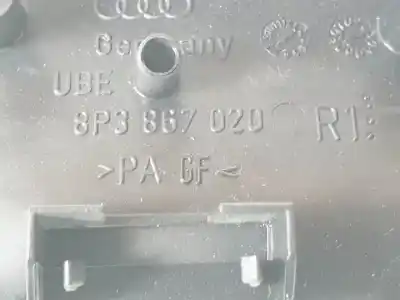 Germany
UBE
8P3 867 020 R1:
>PA GF<